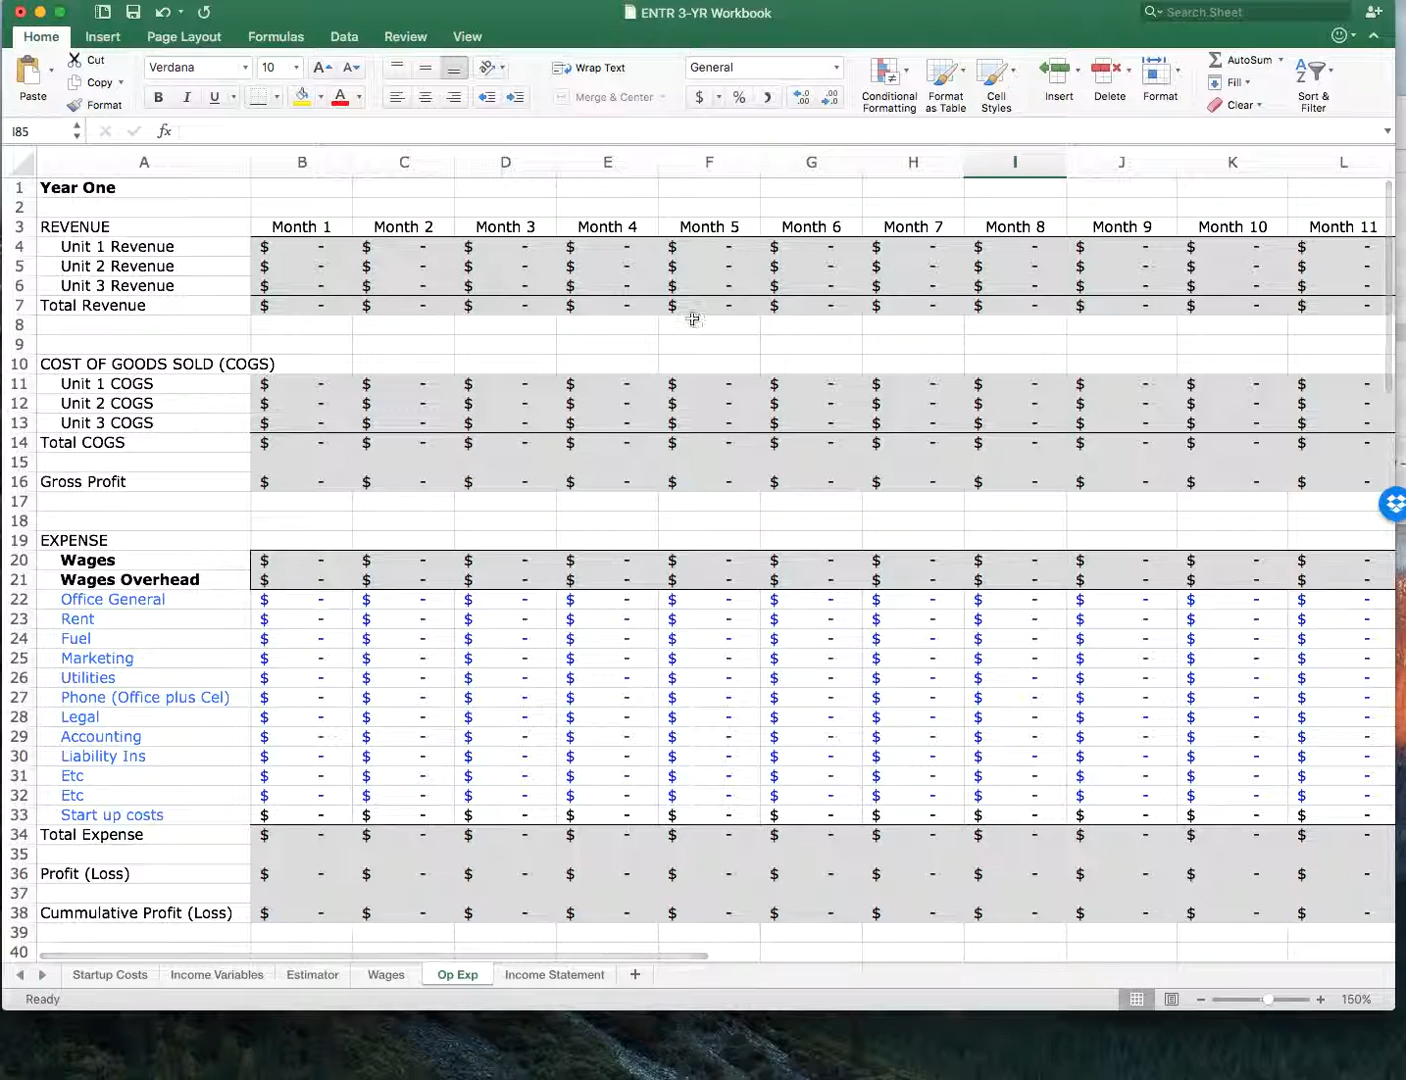 ENTR 3-YR Workbook
Search Sheet
Home Insert Page Layout Formulas Data Review View
Paste Cut Copy Format Verdana 10 A A B I U A Wrap Text Merge & Center General $ % Conditional Formatting Format as Table Cell Styles Insert Delete Format AutoSum Fill Clear Sort & Filter
I85 fx
A B C D E F G H I J K L
1 Year One
2
3 REVENUE Month 1 Month 2 Month 3 Month 4 Month 5 Month 6 Month 7 Month 8 Month 9 Month 10 Month 11
4 Unit 1 Revenue $ - $ - $ - $ - $ - $ - $ - $ - $ - $ - $ -
5 Unit 2 Revenue $ - $ - $ - $ - $ - $ - $ - $ - $ - $ - $ -
6 Unit 3 Revenue $ - $ - $ - $ - $ - $ - $ - $ - $ - $ - $ -
7 Total Revenue $ - $ - $ - $ - $ - $ - $ - $ - $ - $ - $ -
8
9
10 COST OF GOODS SOLD (COGS)
11 Unit 1 COGS $ - $ - $ - $ - $ - $ - $ - $ - $ - $ - $ -
12 Unit 2 COGS $ - $ - $ - $ - $ - $ - $ - $ - $ - $ - $ -
13 Unit 3 COGS $ - $ - $ - $ - $ - $ - $ - $ - $ - $ - $ -
14 Total COGS $ - $ - $ - $ - $ - $ - $ - $ - $ - $ - $ -
15
16 Gross Profit $ - $ - $ - $ - $ - $ - $ - $ - $ - $ - $ -
17
18
19 EXPENSE
20 Wages $ - $ - $ - $ - $ - $ - $ - $ - $ - $ - $ -
21 Wages Overhead $ - $ - $ - $ - $ - $ - $ - $ - $ - $ - $ -
22 Office General $ - $ - $ - $ - $ - $ - $ - $ - $ - $ - $ -
23 Rent $ - $ - $ - $ - $ - $ - $ - $ - $ - $ - $ -
24 Fuel $ - $ - $ - $ - $ - $ - $ - $ - $ - $ - $ -
25 Marketing $ - $ - $ - $ - $ - $ - $ - $ - $ - $ - $ -
26 Utilities $ - $ - $ - $ - $ - $ - $ - $ - $ - $ - $ -
27 Phone (Office plus Cel) $ - $ - $ - $ - $ - $ - $ - $ - $ - $ - $ -
28 Legal $ - $ - $ - $ - $ - $ - $ - $ - $ - $ - $ -
29 Accounting $ - $ - $ - $ - $ - $ - $ - $ - $ - $ - $ -
30 Liability Ins $ - $ - $ - $ - $ - $ - $ - $ - $ - $ - $ -
31 Etc $ - $ - $ - $ - $ - $ - $ - $ - $ - $ - $ -
32 Etc $ - $ - $ - $ - $ - $ - $ - $ - $ - $ - $ -
33 Start up costs $ - $ - $ - $ - $ - $ - $ - $ - $ - $ - $ -
34 Total Expense $ - $ - $ - $ - $ - $ - $ - $ - $ - $ - $ -
35
36 Profit (Loss) $ - $ - $ - $ - $ - $ - $ - $ - $ - $ - $ -
37
38 Cummulative Profit (Loss) $ - $ - $ - $ - $ - $ - $ - $ - $ - $ - $ -
39
40
Startup Costs Income Variables Estimator Wages Op Exp Income Statement +
Ready 150%